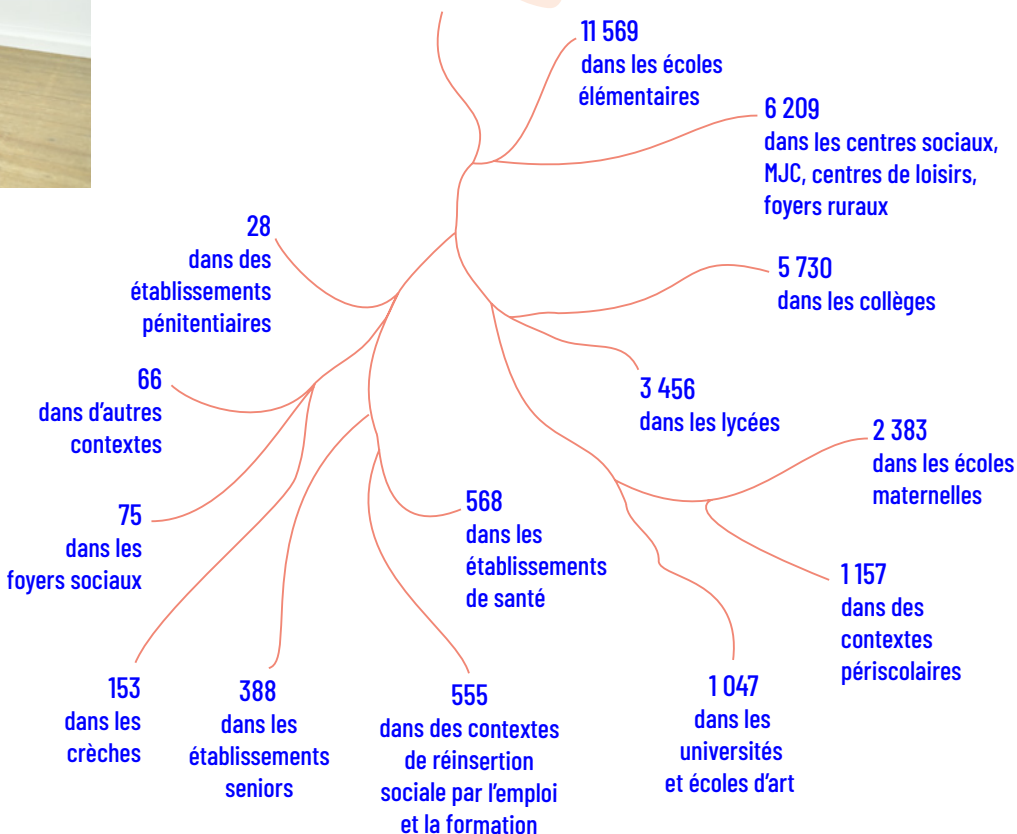 11 569
dans les écoles
élémentaires
6 209
dans les centres sociaux,
MJC, centres de loisirs,
foyers ruraux
28
dans des
établissements
pénitentiaires
5 730
dans les collèges
66
dans d’autres
contextes
3 456
dans les lycées
2 383
dans les écoles
maternelles
75
dans les
foyers sociaux
568
dans les
établissements
de santé
1 157
dans des
contextes
périscolaires
153
dans les
crèches
388
dans les
établissements
seniors
555
dans des contextes
de réinsertion
sociale par l’emploi
et la formation
1 047
dans les
universités
et écoles d’art